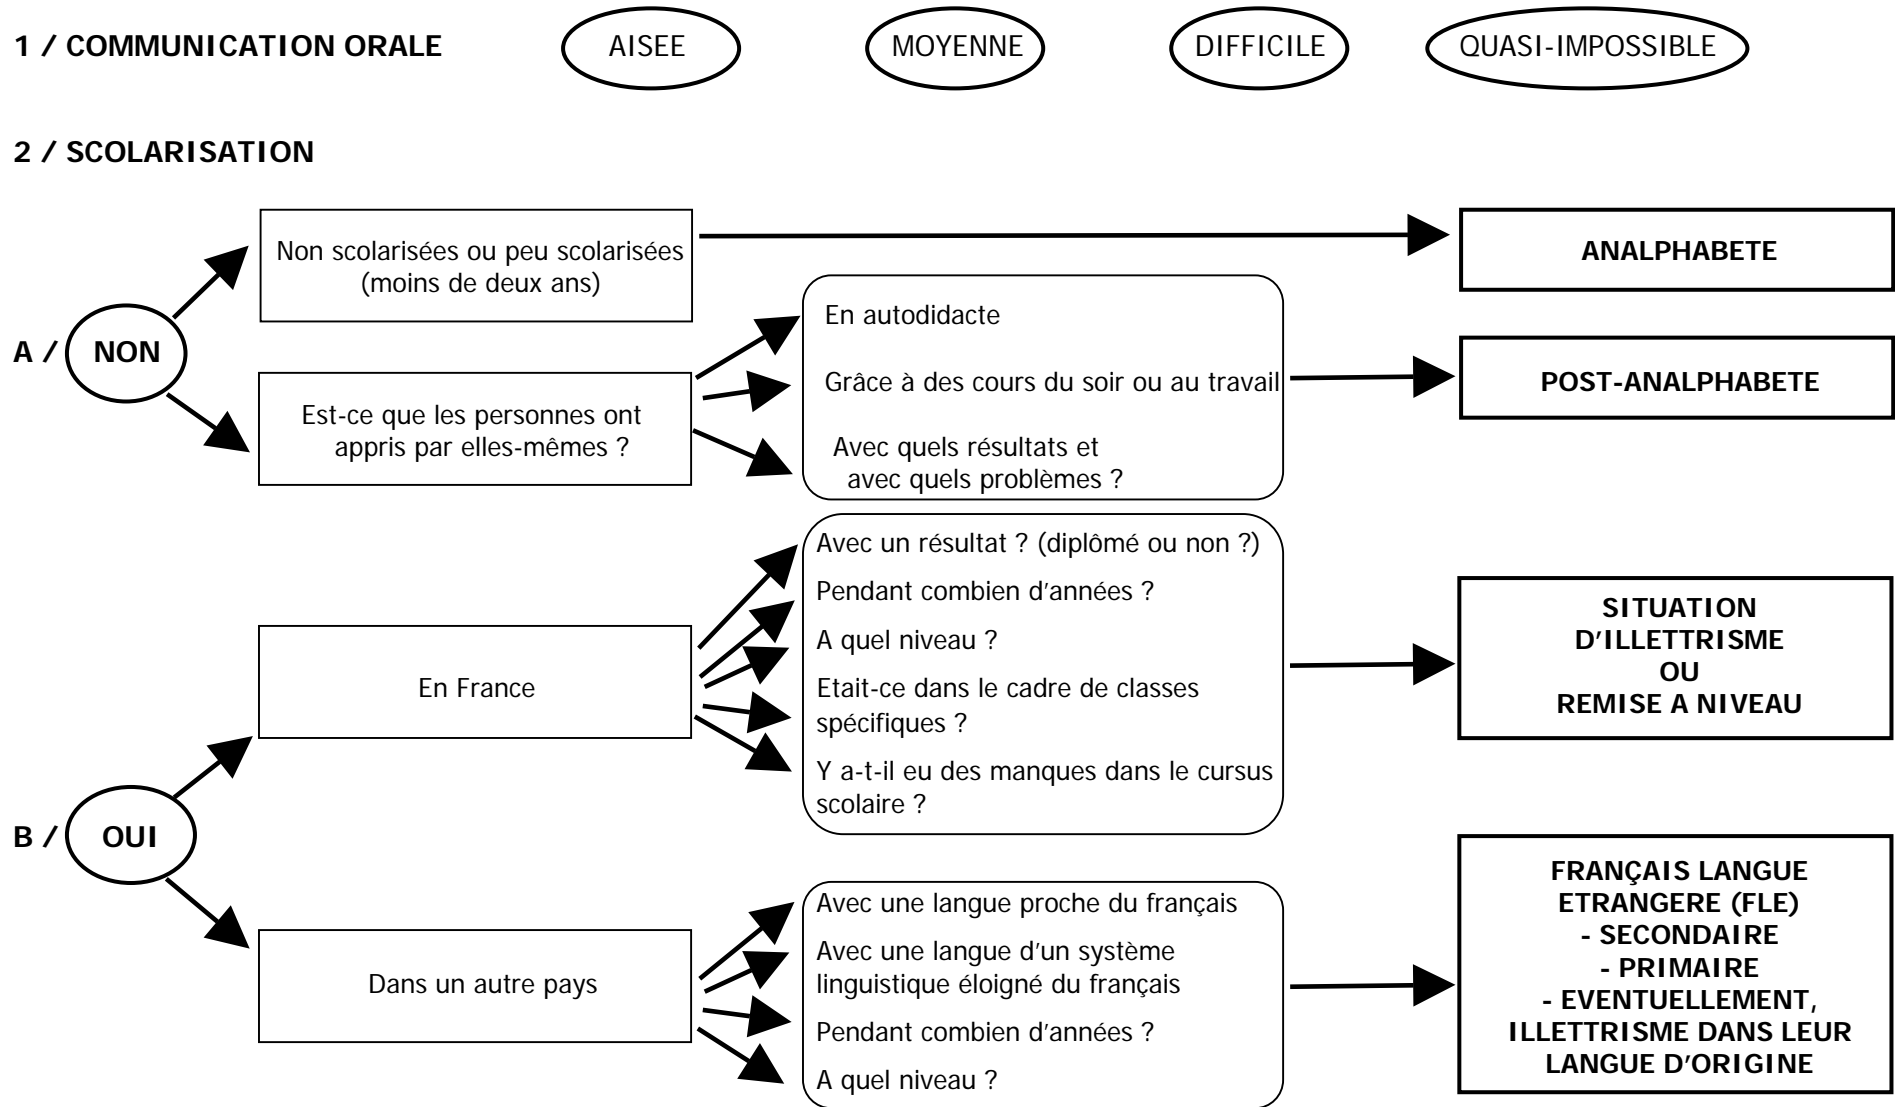 1 / COMMUNICATION ORALE AISEE MOYENNE DIFFICILE QUASI-IMPOSSIBLE
2 / SCOLARISATION
A / NON
Non scolarisées ou peu scolarisées
(moins de deux ans)
ANALPHABETE
Est-ce que les personnes ont
appris par elles-mêmes ?
En autodidacte
Grâce à des cours du soir ou au travail
Avec quels résultats et
avec quels problèmes ?
POST-ANALPHABETE
B / OUI
En France
Avec un résultat ? (diplômé ou non ?)
Pendant combien d'années ?
A quel niveau ?
Etait-ce dans le cadre de classes
spécifiques ?
Y a-t-il eu des manques dans le cursus
scolaire ?
SITUATION
D'ILLETTRISME
OU
REMISE A NIVEAU
Dans un autre pays
Avec une langue proche du français
Avec une langue d'un système
linguistique éloigné du français
Pendant combien d'années ?
A quel niveau ?
FRANÇAIS LANGUE
ETRANGERE (FLE)
- SECONDAIRE
- PRIMAIRE
- EVENTUELLEMENT,
ILLETTRISME DANS LEUR
LANGUE D'ORIGINE